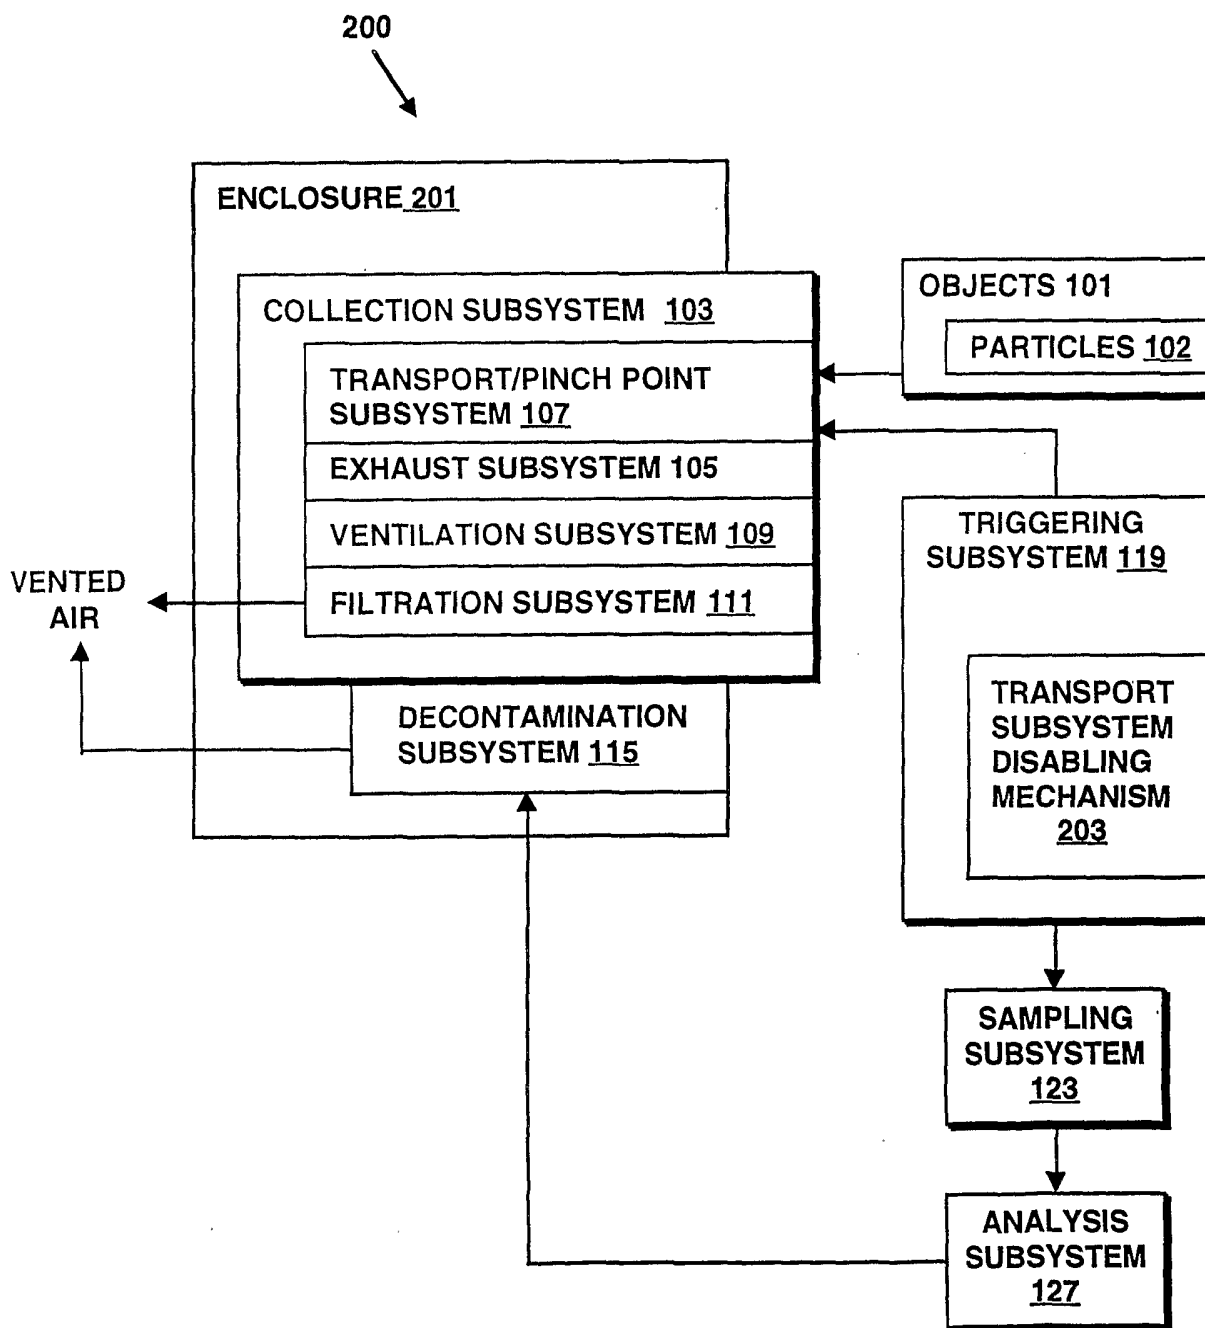 200
ENCLOSURE 201
COLLECTION SUBSYSTEM 103
TRANSPORT/PINCH POINT
SUBSYSTEM 107
EXHAUST SUBSYSTEM 105
VENTILATION SUBSYSTEM 109
FILTRATION SUBSYSTEM 111
DECONTAMINATION
SUBSYSTEM 115
VENTED
AIR
OBJECTS 101
PARTICLES 102
TRIGGERING
SUBSYSTEM 119
TRANSPORT
SUBSYSTEM
DISABLING
MECHANISM
203
SAMPLING
SUBSYSTEM
123
ANALYSIS
SUBSYSTEM
127